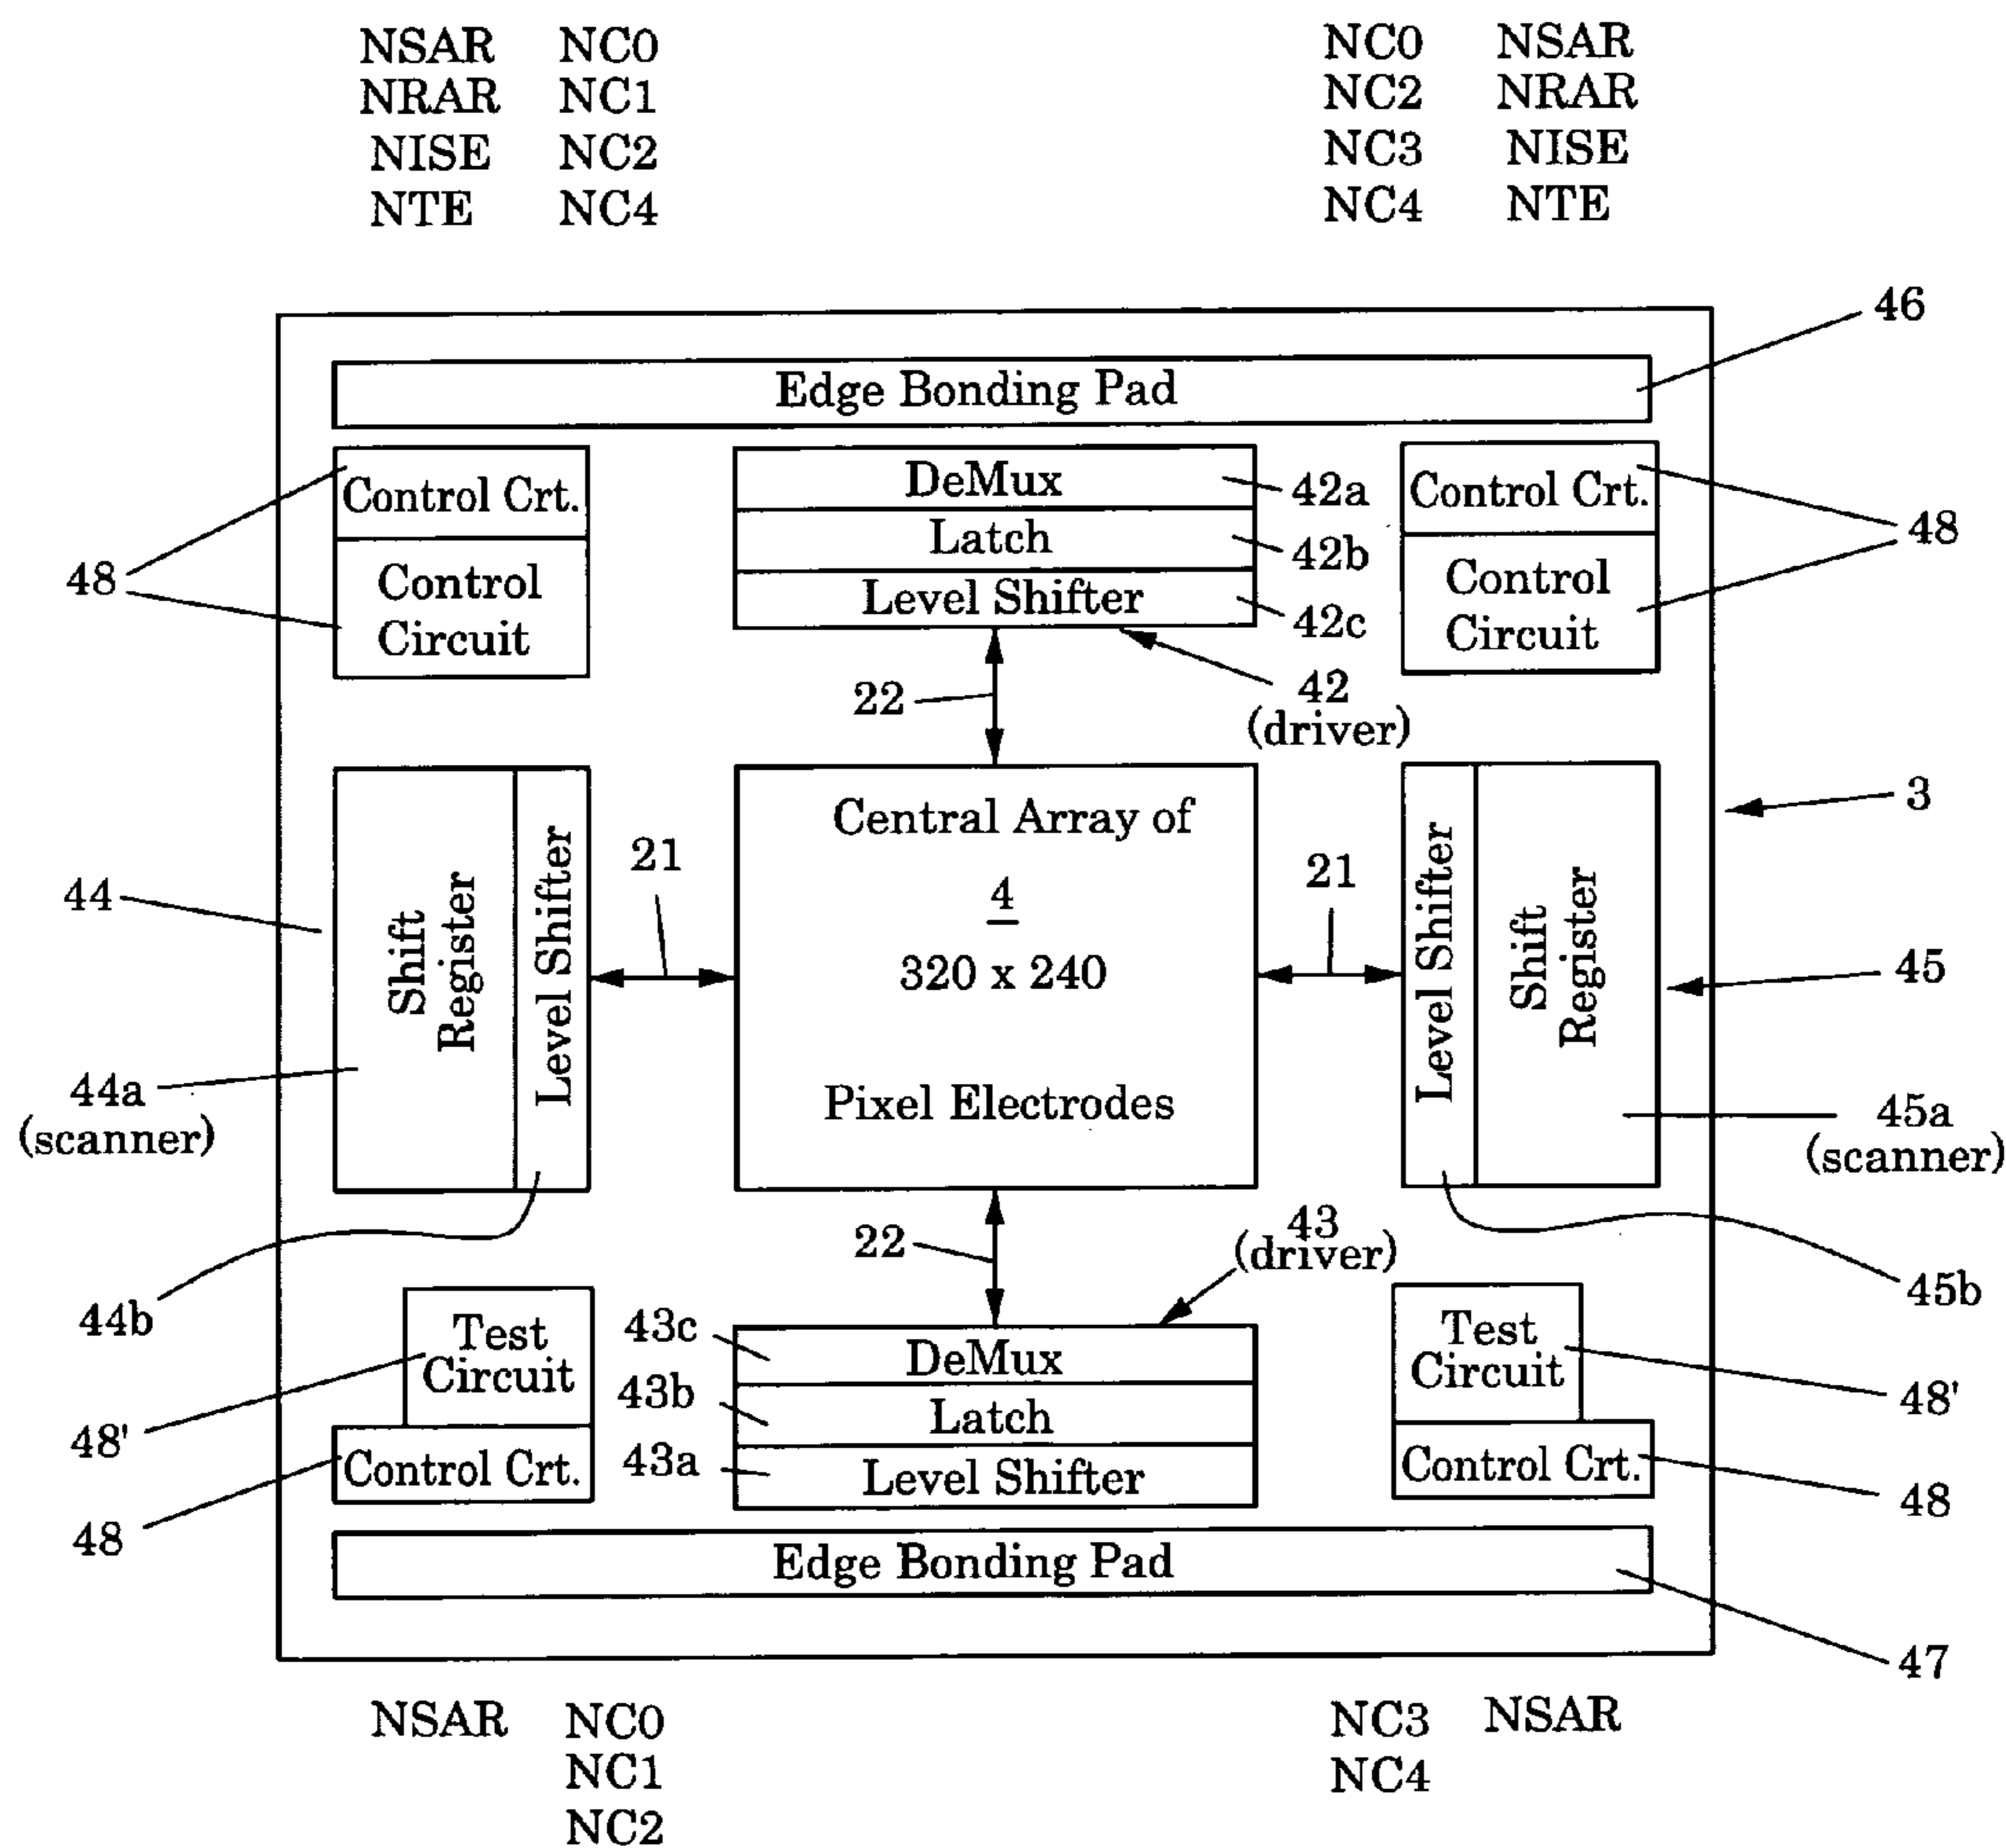 NSAR NC0 NC0 NSAR
NRAR NC1 NC2 NRAR
NISE NC2 NC3 NISE
NTE NC4 NC4 NTE
46
Edge Bonding Pad
Control Crt.
DeMux
42a
Control Crt.
48
Control
Circuit
Latch
42b
Control
Circuit
48
Level Shifter
42c
22
42
(driver)
3
Central Array of
4
320 x 240
Pixel Electrodes
44
Shift
Register
Level Shifter
21
21
Level Shifter
Shift
Register
45
44a
(scanner)
45a
(scanner)
22
43
(driver)
44b
45b
Test
Circuit
43c
DeMux
Test
Circuit
48'
43b
Latch
48'
48
Control Crt.
43a
Level Shifter
Control Crt.
48
Edge Bonding Pad
47
NSAR NC0 NC3 NSAR
NC1 NC4
NC2